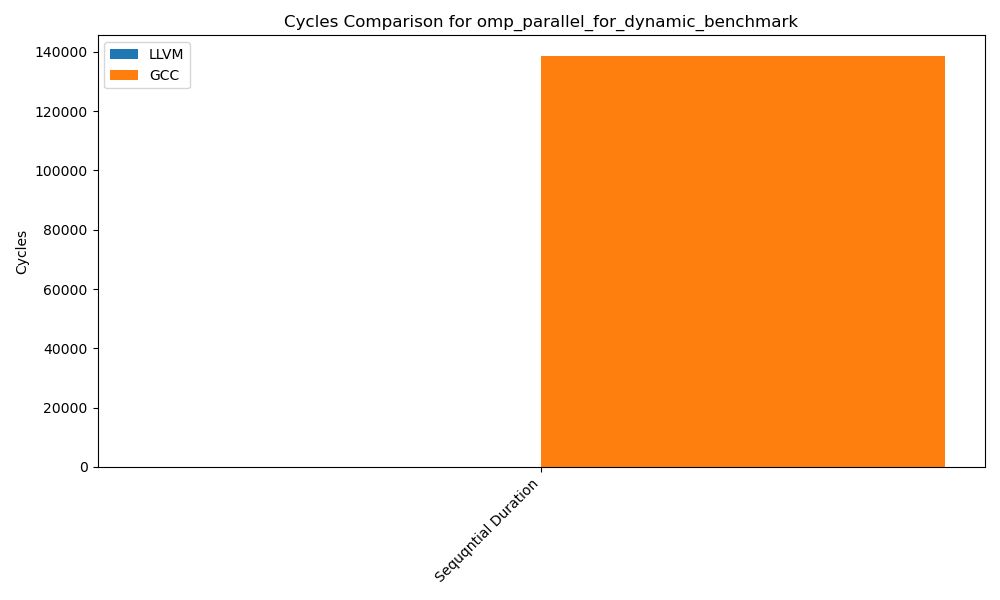 Cycles Comparison for omp_parallel_for_dynamic_benchmark
LLVM
GCC
140000
120000
100000
80000
60000
40000
20000
0
Cycles
Sequqntial Duration